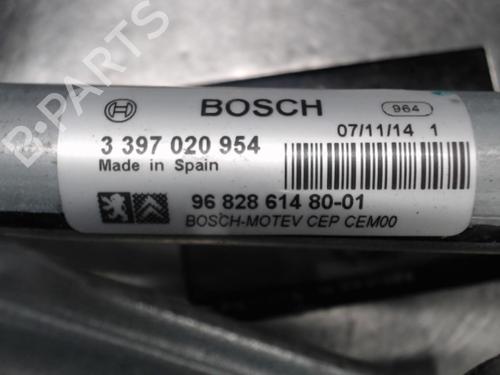 BOSCH
964
3 397 020 954
07/11/14 1
Made in Spain
96 828 614 80-01
BOSCH-MOTEV CEP CEM00
B-PARTS